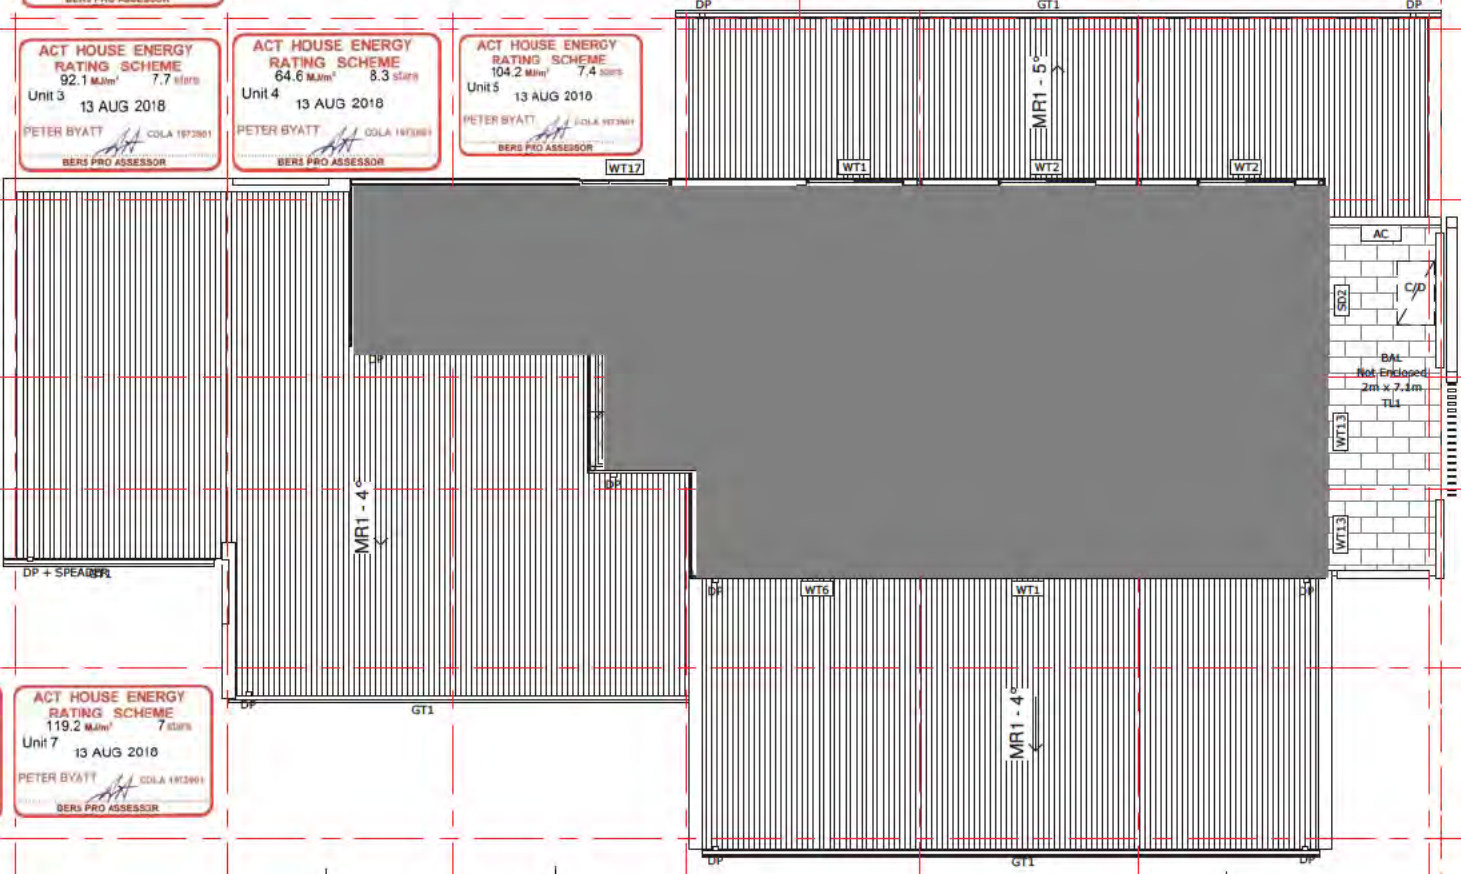 BERS PRO ASSESSOR
DP
GT1
DP
ACT HOUSE ENERGY
RATING SCHEME
92.1 MJ/m² 7.7 stars
Unit 3
13 AUG 2018
PETER BYATT
BERS PRO ASSESSOR
ACT HOUSE ENERGY
RATING SCHEME
64.6 MJ/m² 8.3 stars
Unit 4
13 AUG 2018
PETER BYATT
BERS PRO ASSESSOR
ACT HOUSE ENERGY
RATING SCHEME
104.2 MJ/m² 7.4 stars
Unit 5
13 AUG 2018
PETER BYATT
BERS PRO ASSESSOR
MR1 - 5°
WT17
WT1
WT2
WT2
AC
C/D
SD2
BAL
Not Enclosed
2m x 7.1m
TL1
WT13
WT13
DP
DP
MR1 - 4°
DP + SPEADER
GT1
DP
WT6
WT1
DP
DP
GT1
MR1 - 4°
ACT HOUSE ENERGY
RATING SCHEME
119.2 MJ/m² 7 stars
Unit 7
13 AUG 2018
PETER BYATT
BERS PRO ASSESSOR
DP
GT1
DP